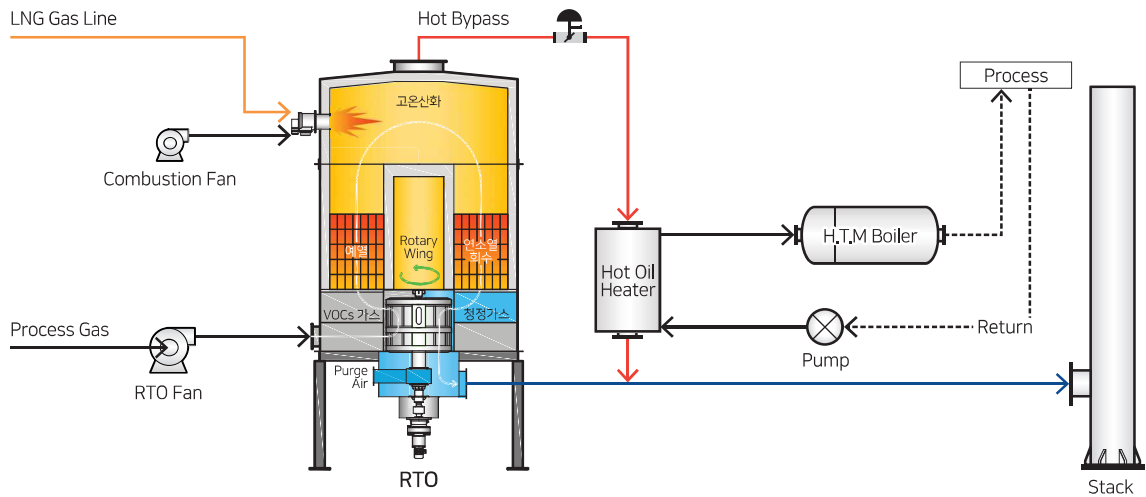 LNG Gas Line
Hot Bypass
Process
고온산화
Combustion Fan
예열
Rotary
Wing
연소열
회수
H.T.M Boiler
Hot Oil
Heater
VOCs 가스
청정가스
Process Gas
Return
Pump
RTO Fan
Purge
Air
RTO
Stack